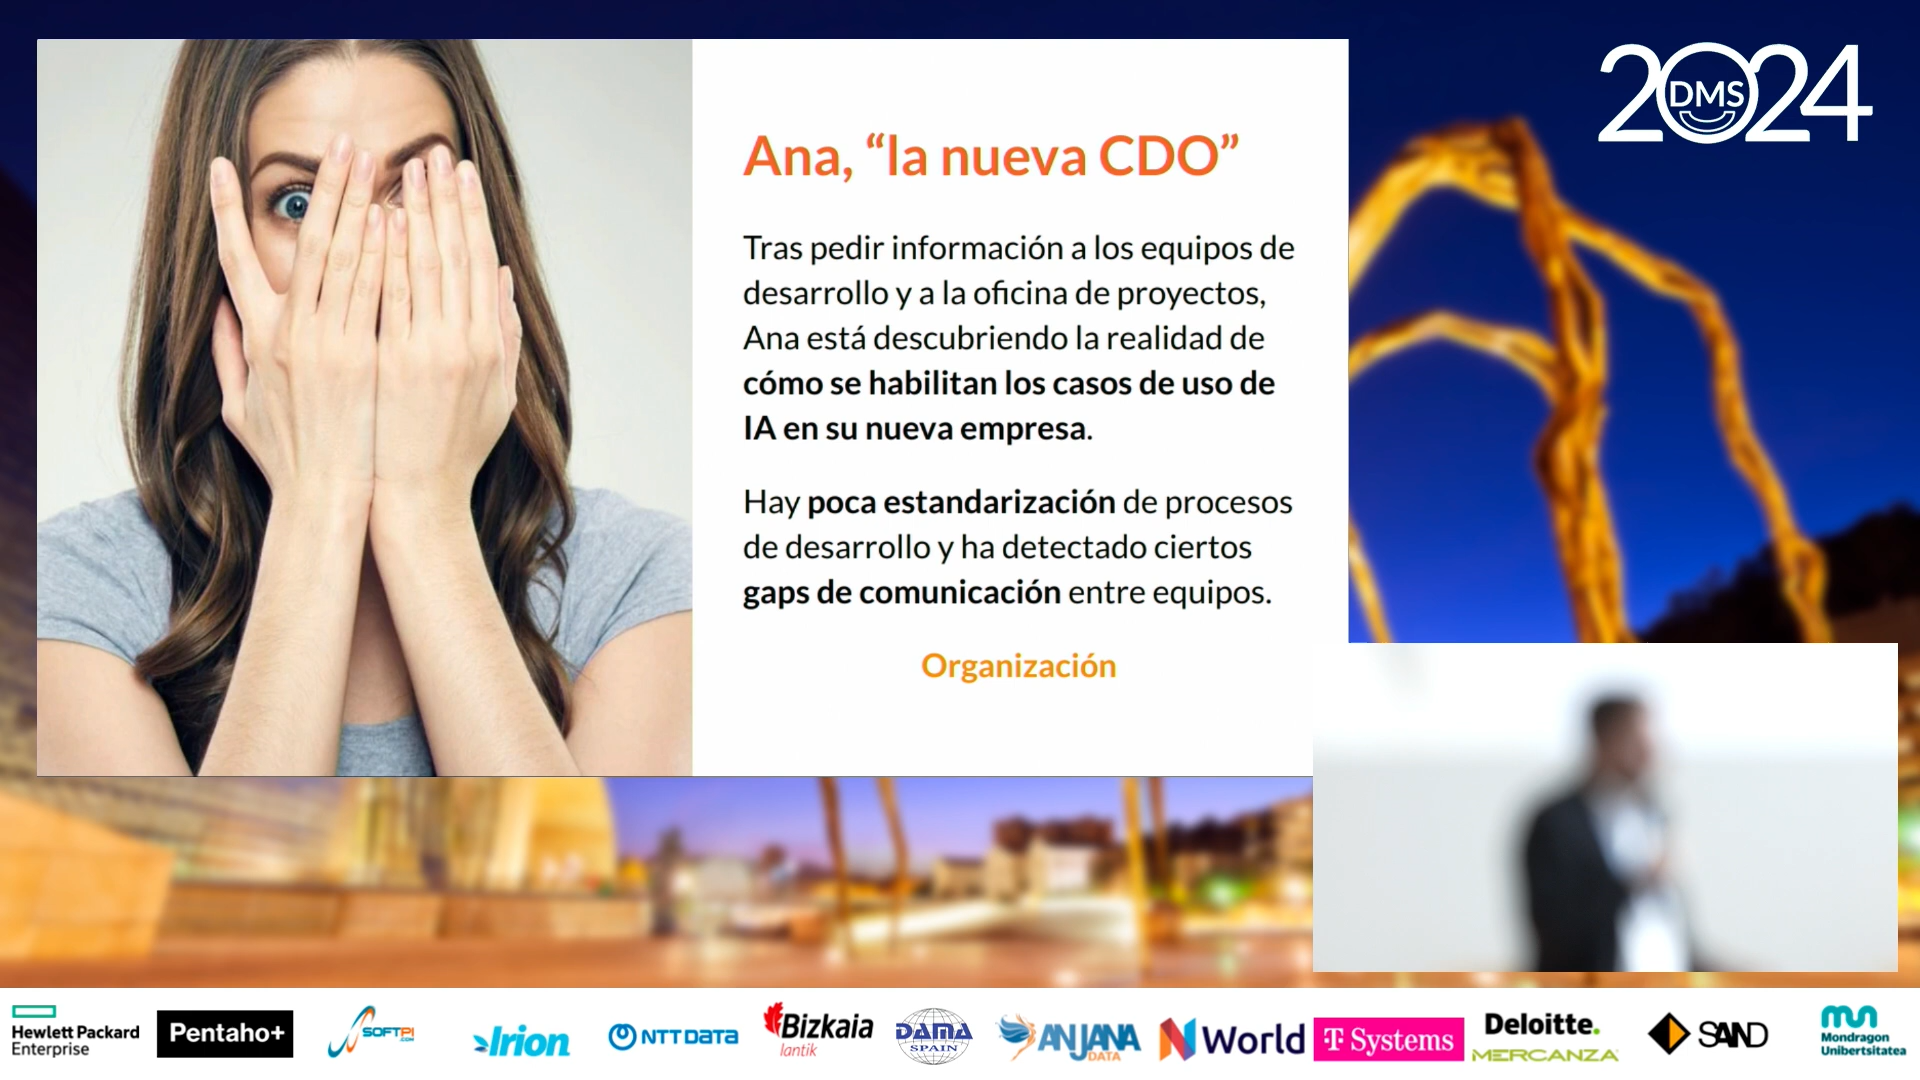 2024
DMS
Ana, “la nueva CDO”
Tras pedir información a los equipos de
desarrollo y a la oficina de proyectos,
Ana está descubriendo la realidad de
cómo se habilitan los casos de uso de
IA en su nueva empresa.
Hay poca estandarización de procesos
de desarrollo y ha detectado ciertos
gaps de comunicación entre equipos.
Organización
Hewlett Packard
Enterprise
Pentaho+
SOFTPI
.COM
Irion
NTT DATA
Bizkaia
lantik
DAMA
SPAIN
ANJANA
DATA
N World
T Systems
Deloitte.
MERCANZA
SAND
Mondragon
Unibertsitatea